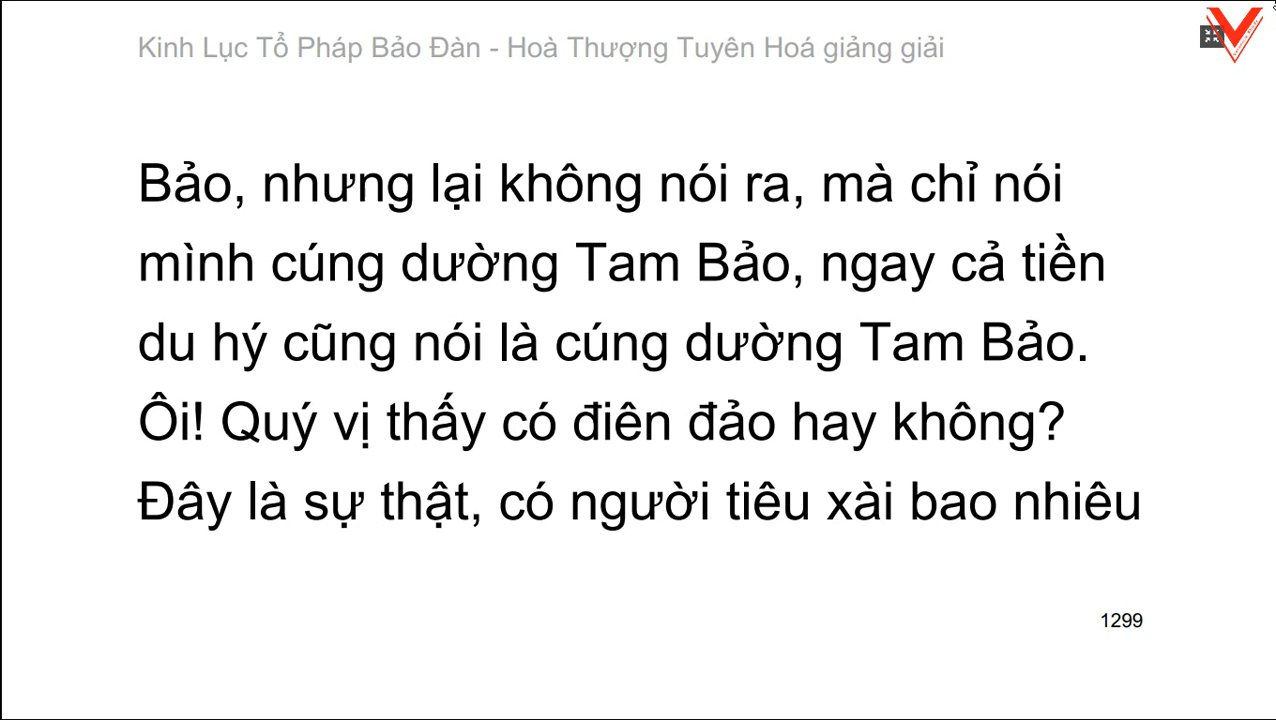 Kinh Lục Tổ Pháp Bảo Đàn - Hoà Thượng Tuyên Hoá giảng giải
Bảo, nhưng lại không nói ra, mà chỉ nói
mình cúng dường Tam Bảo, ngay cả tiền
du hý cũng nói là cúng dường Tam Bảo.
Ôi! Quý vị thấy có điên đảo hay không?
Đây là sự thật, có người tiêu xài bao nhiêu
1299